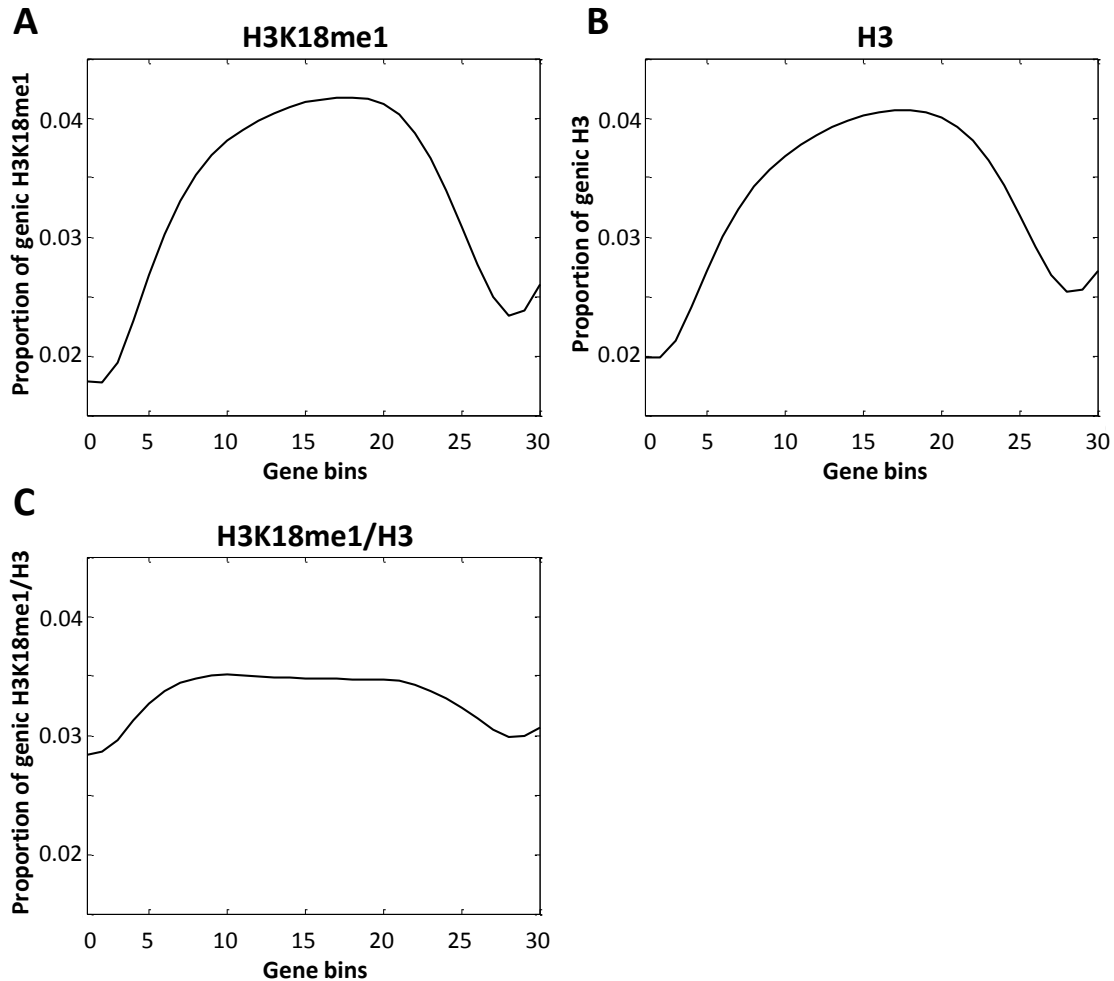 A
H3K18me1
Proportion of genic H3K18me1
0.04
0.03
0.02
0 5 10 15 20 25 30
Gene bins
B
H3
Proportion of genic H3
0.04
0.03
0.02
0 5 10 15 20 25 30
Gene bins
C
H3K18me1/H3
Proportion of genic H3K18me1/H3
0.04
0.03
0.02
0 5 10 15 20 25 30
Gene bins